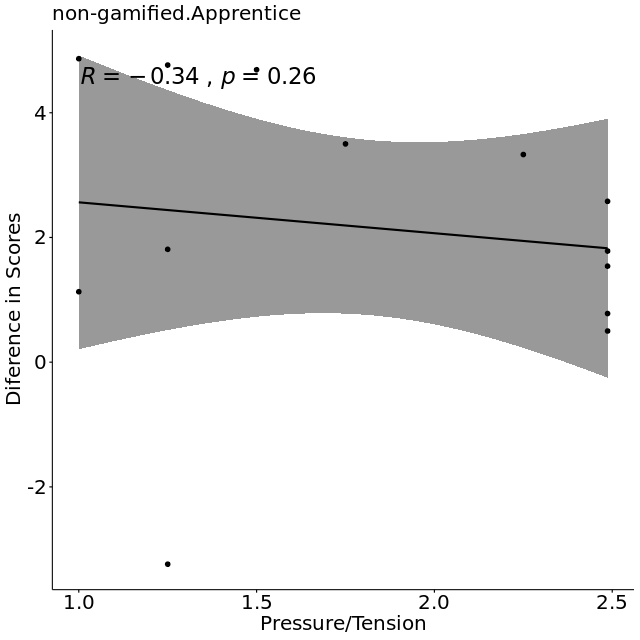 non-gamified.Apprentice
R = −0.34 , p = 0.26
Diference in Scores
4
2
0
-2
1.0 1.5 2.0 2.5
Pressure/Tension